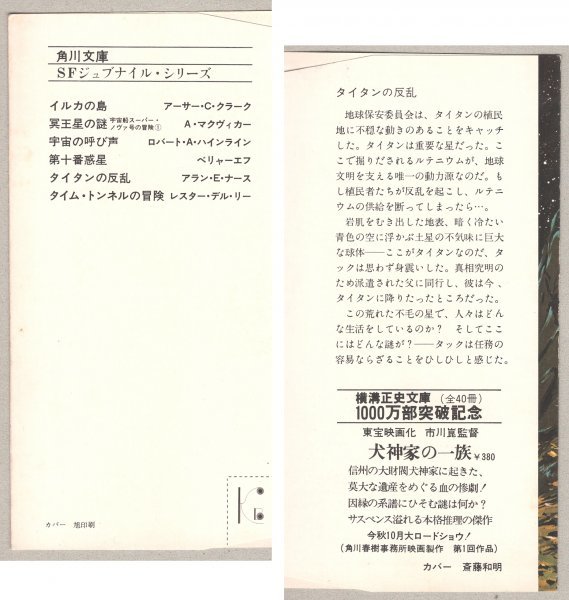 角川文庫
SFジュブナイル・シリーズ
イルカの島 アーサー・C・クラーク
冥王星の謎 宇宙船スーパー・ノヴァ号の冒険① A・マクヴィカー
宇宙の呼び声 ロバート・A・ハインライン
第十番惑星 ベリャーエフ
タイタンの反乱 アラン・E・ナース
タイム・トンネルの冒険 レスター・デル・リー
カバー 旭印刷
タイタンの反乱
地球保安委員会は、タイタンの植民
地に不穏な動きのあることをキャッチ
した。タイタンは重要な星だった。こ
こで掘りだされるルテニウムが、地球
文明を支える唯一の動力源なのだ。も
し植民者たちが反乱を起こし、ルテニ
ウムの供給を断ってしまったら…。
岩肌をむき出した地表、暗く冷たい
青色の空に浮かぶ土星の不気味に巨大
な球体――ここがタイタンなのだ、タ
ックは思わず身震いした。真相究明の
ため派遣された父に同行し、彼は今、
タイタンに降りたったところだった。
この荒れた不毛の星で、人々はどん
な生活をしているのか? そしてここ
にはどんな謎が?――タックは任務の
容易ならざることをひしひしと感じた。
横溝正史文庫(全40冊)
1000万部突破記念
東宝映画化 市川崑監督
犬神家の一族 ¥380
信州の大財閥犬神家に起きた、
莫大な遺産をめぐる血の惨劇!
因縁の系譜にひそむ謎は何か?
サスペンス溢れる本格推理の傑作
今秋10月大ロードショウ!
(角川春樹事務所映画製作 第1回作品)
カバー 斎藤和明